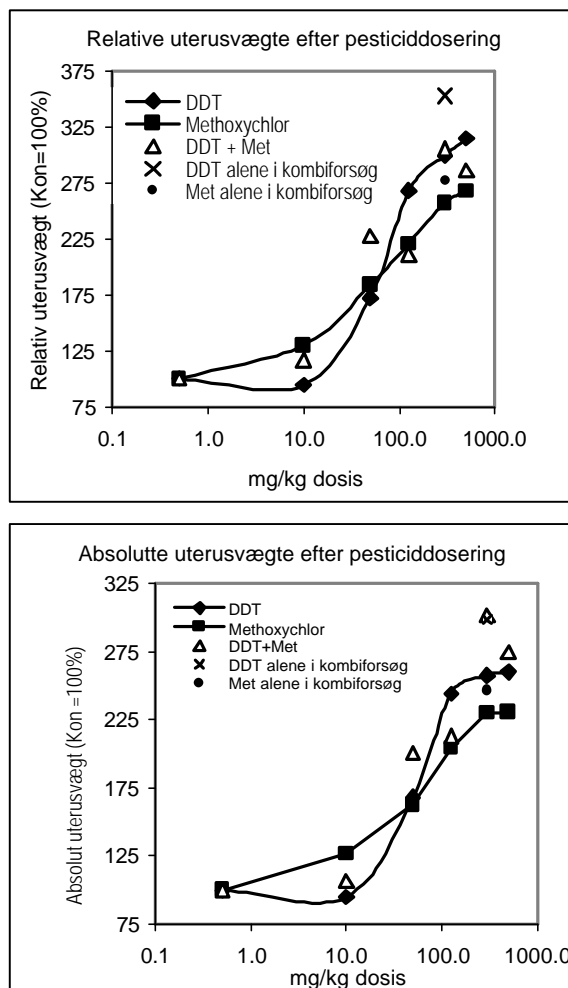 Relative uterusvægte efter pesticiddosering
375
325
275
225
175
125
75
Relativ uterusvægt (Kon=100%)
DDT
Methoxychlor
DDT + Met
DDT alene i kombiforsøg
Met alene i kombiforsøg
0.1 1.0 10.0 100.0 1000.0
mg/kg dosis
Absolutte uterusvægte efter pesticiddosering
325
275
225
175
125
75
Absolut uterusvægt (Kon =100%)
DDT
Methoxychlor
DDT+Met
DDT alene i kombiforsøg
Met alene i kombiforsøg
0.1 1.0 10.0 100.0 1000.0
mg/kg dosis